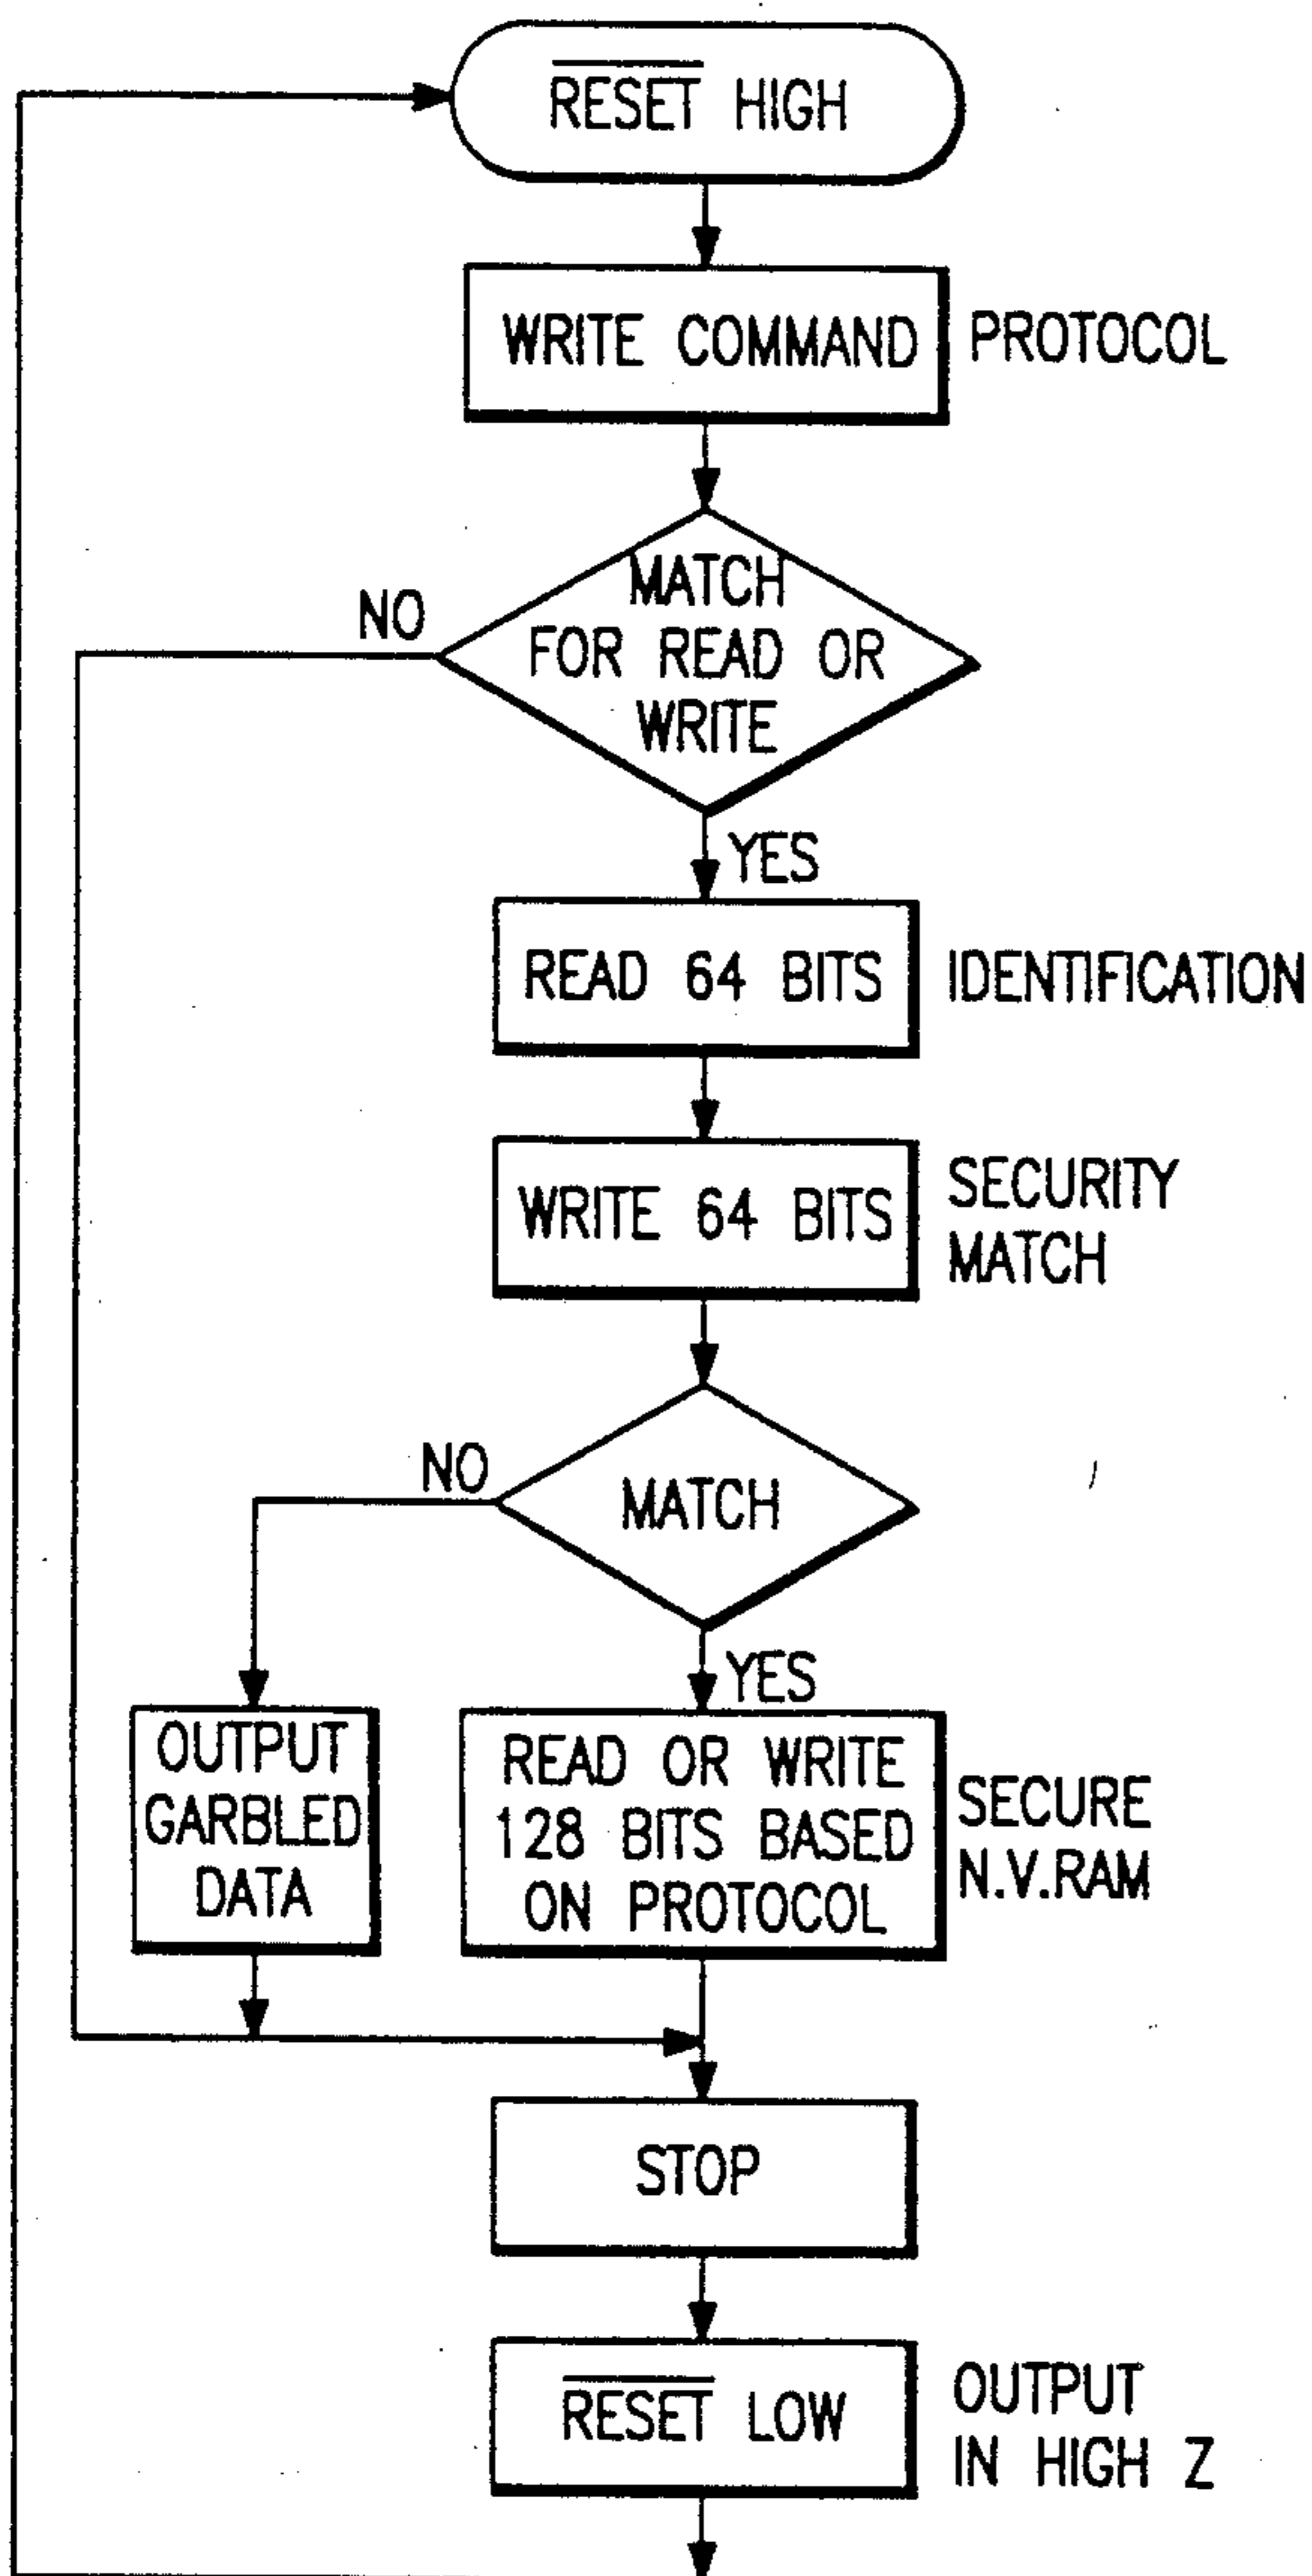 RESET HIGH
WRITE COMMAND
PROTOCOL
MATCH
FOR READ OR
WRITE
NO
YES
READ 64 BITS
IDENTIFICATION
WRITE 64 BITS
SECURITY
MATCH
MATCH
NO
YES
OUTPUT
GARBLED
DATA
READ OR WRITE
128 BITS BASED
ON PROTOCOL
SECURE
N.V.RAM
STOP
RESET LOW
OUTPUT
IN HIGH Z